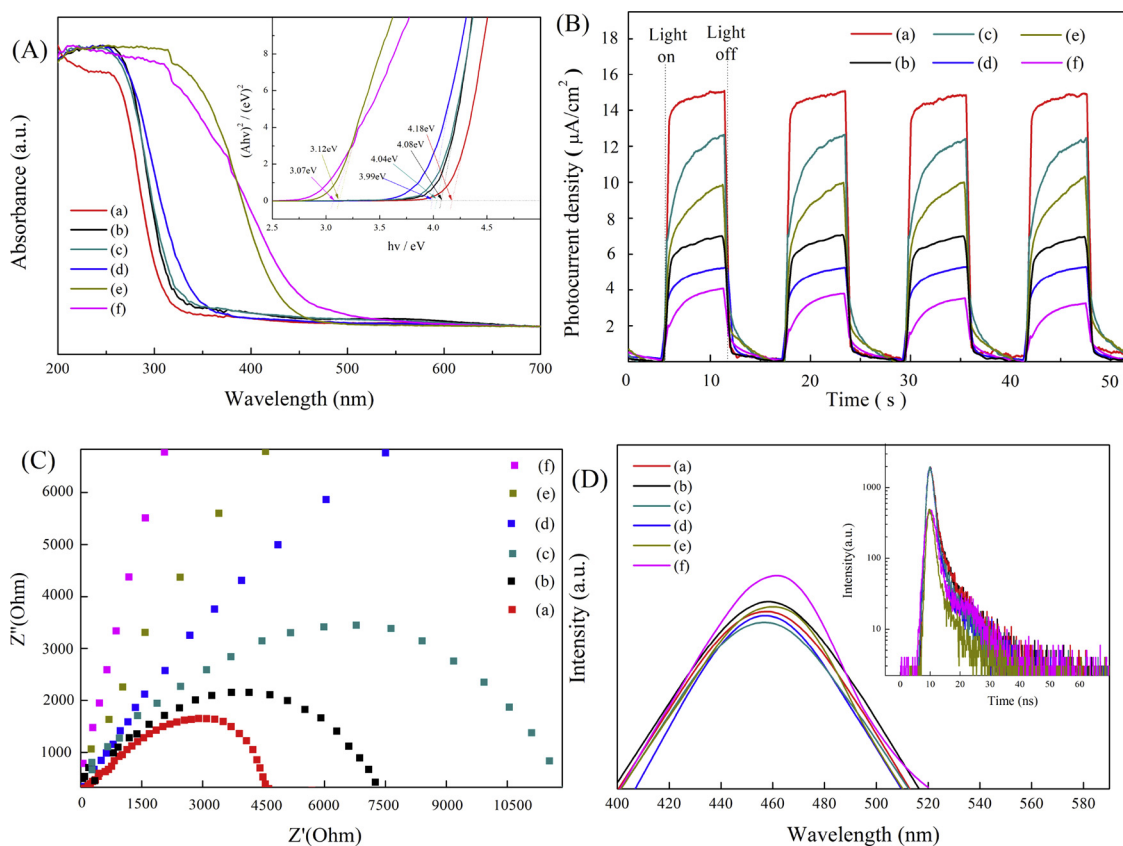 (A)
Absorbance (a.u.)
(a)
(b)
(c)
(d)
(e)
(f)
200 300 400 500 600 700
Wavelength (nm)
(Ahν)² / (eV)²
8
6
4
2
0
3.12eV
3.07eV
4.18eV
4.08eV
4.04eV
3.99eV
2.5 3.0 3.5 4.0 4.5
hν / eV
(B)
Photocurrent density ( μA/cm²)
18
16
14
12
10
8
6
4
2
Light on
Light off
(a) (c) (e)
(b) (d) (f)
0 10 20 30 40 50
Time ( s )
(C)
Z"(Ohm)
6000
5000
4000
3000
2000
1000
(f)
(e)
(d)
(c)
(b)
(a)
0 1500 3000 4500 6000 7500 9000 10500
Z'(Ohm)
(D)
Intensity (a.u.)
(a)
(b)
(c)
(d)
(e)
(f)
400 420 440 460 480 500 520 540 560 580
Wavelength (nm)
Intensity(a.u.)
1000
100
10
0 10 20 30 40 50 60
Time (ns)